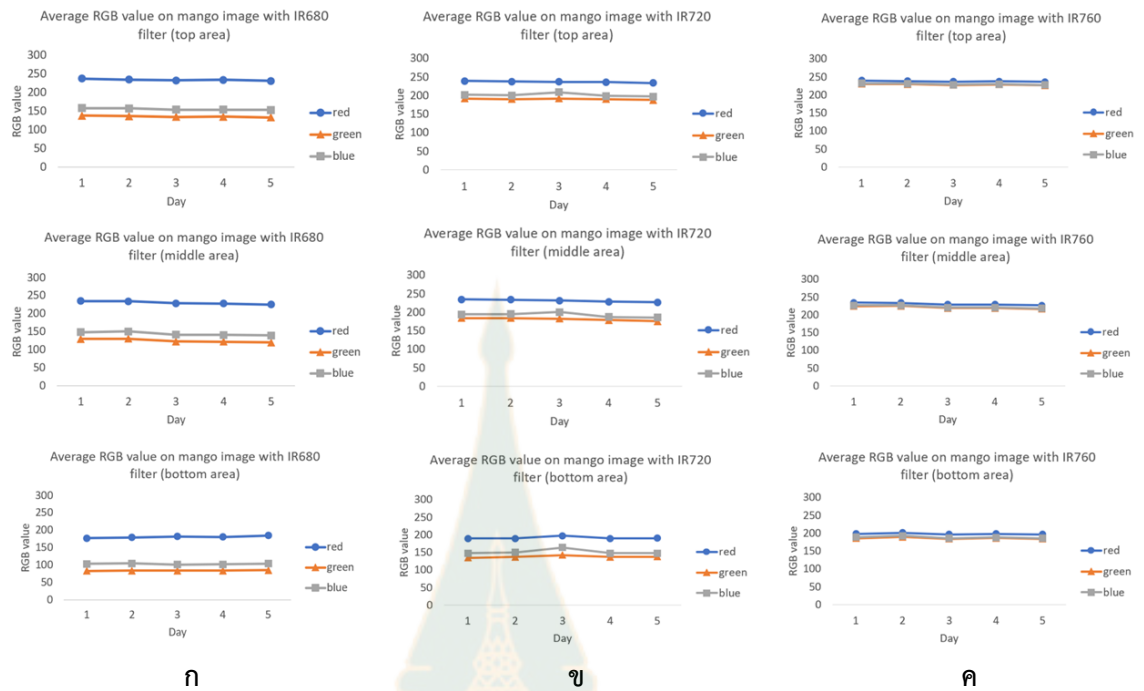 Average RGB value on mango image with IR680
filter (top area)
300
250
200
150
100
50
0
RGB value
1 2 3 4 5
Day
red
green
blue
Average RGB value on mango image with IR720
filter (top area)
300
250
200
150
100
50
0
RGB value
1 2 3 4 5
Day
red
green
blue
Average RGB value on mango image with IR760
filter (top area)
300
250
200
150
100
50
0
RGB value
1 2 3 4 5
Day
red
green
blue
Average RGB value on mango image with IR680
filter (middle area)
300
250
200
150
100
50
0
RGB value
1 2 3 4 5
Day
red
green
blue
Average RGB value on mango image with IR720
filter (middle area)
300
250
200
150
100
50
0
RGB value
1 2 3 4 5
Day
red
green
blue
Average RGB value on mango image with IR760
filter (middle area)
300
250
200
150
100
50
0
RGB value
1 2 3 4 5
Day
red
green
blue
Average RGB value on mango image with IR680
filter (bottom area)
300
250
200
150
100
50
0
RGB value
1 2 3 4 5
Day
red
green
blue
Average RGB value on mango image with IR720
filter (bottom area)
300
250
200
150
100
50
0
RGB value
1 2 3 4 5
Day
red
green
blue
Average RGB value on mango image with IR760
filter (bottom area)
300
250
200
150
100
50
0
RGB value
1 2 3 4 5
Day
red
green
blue
ก ข ค